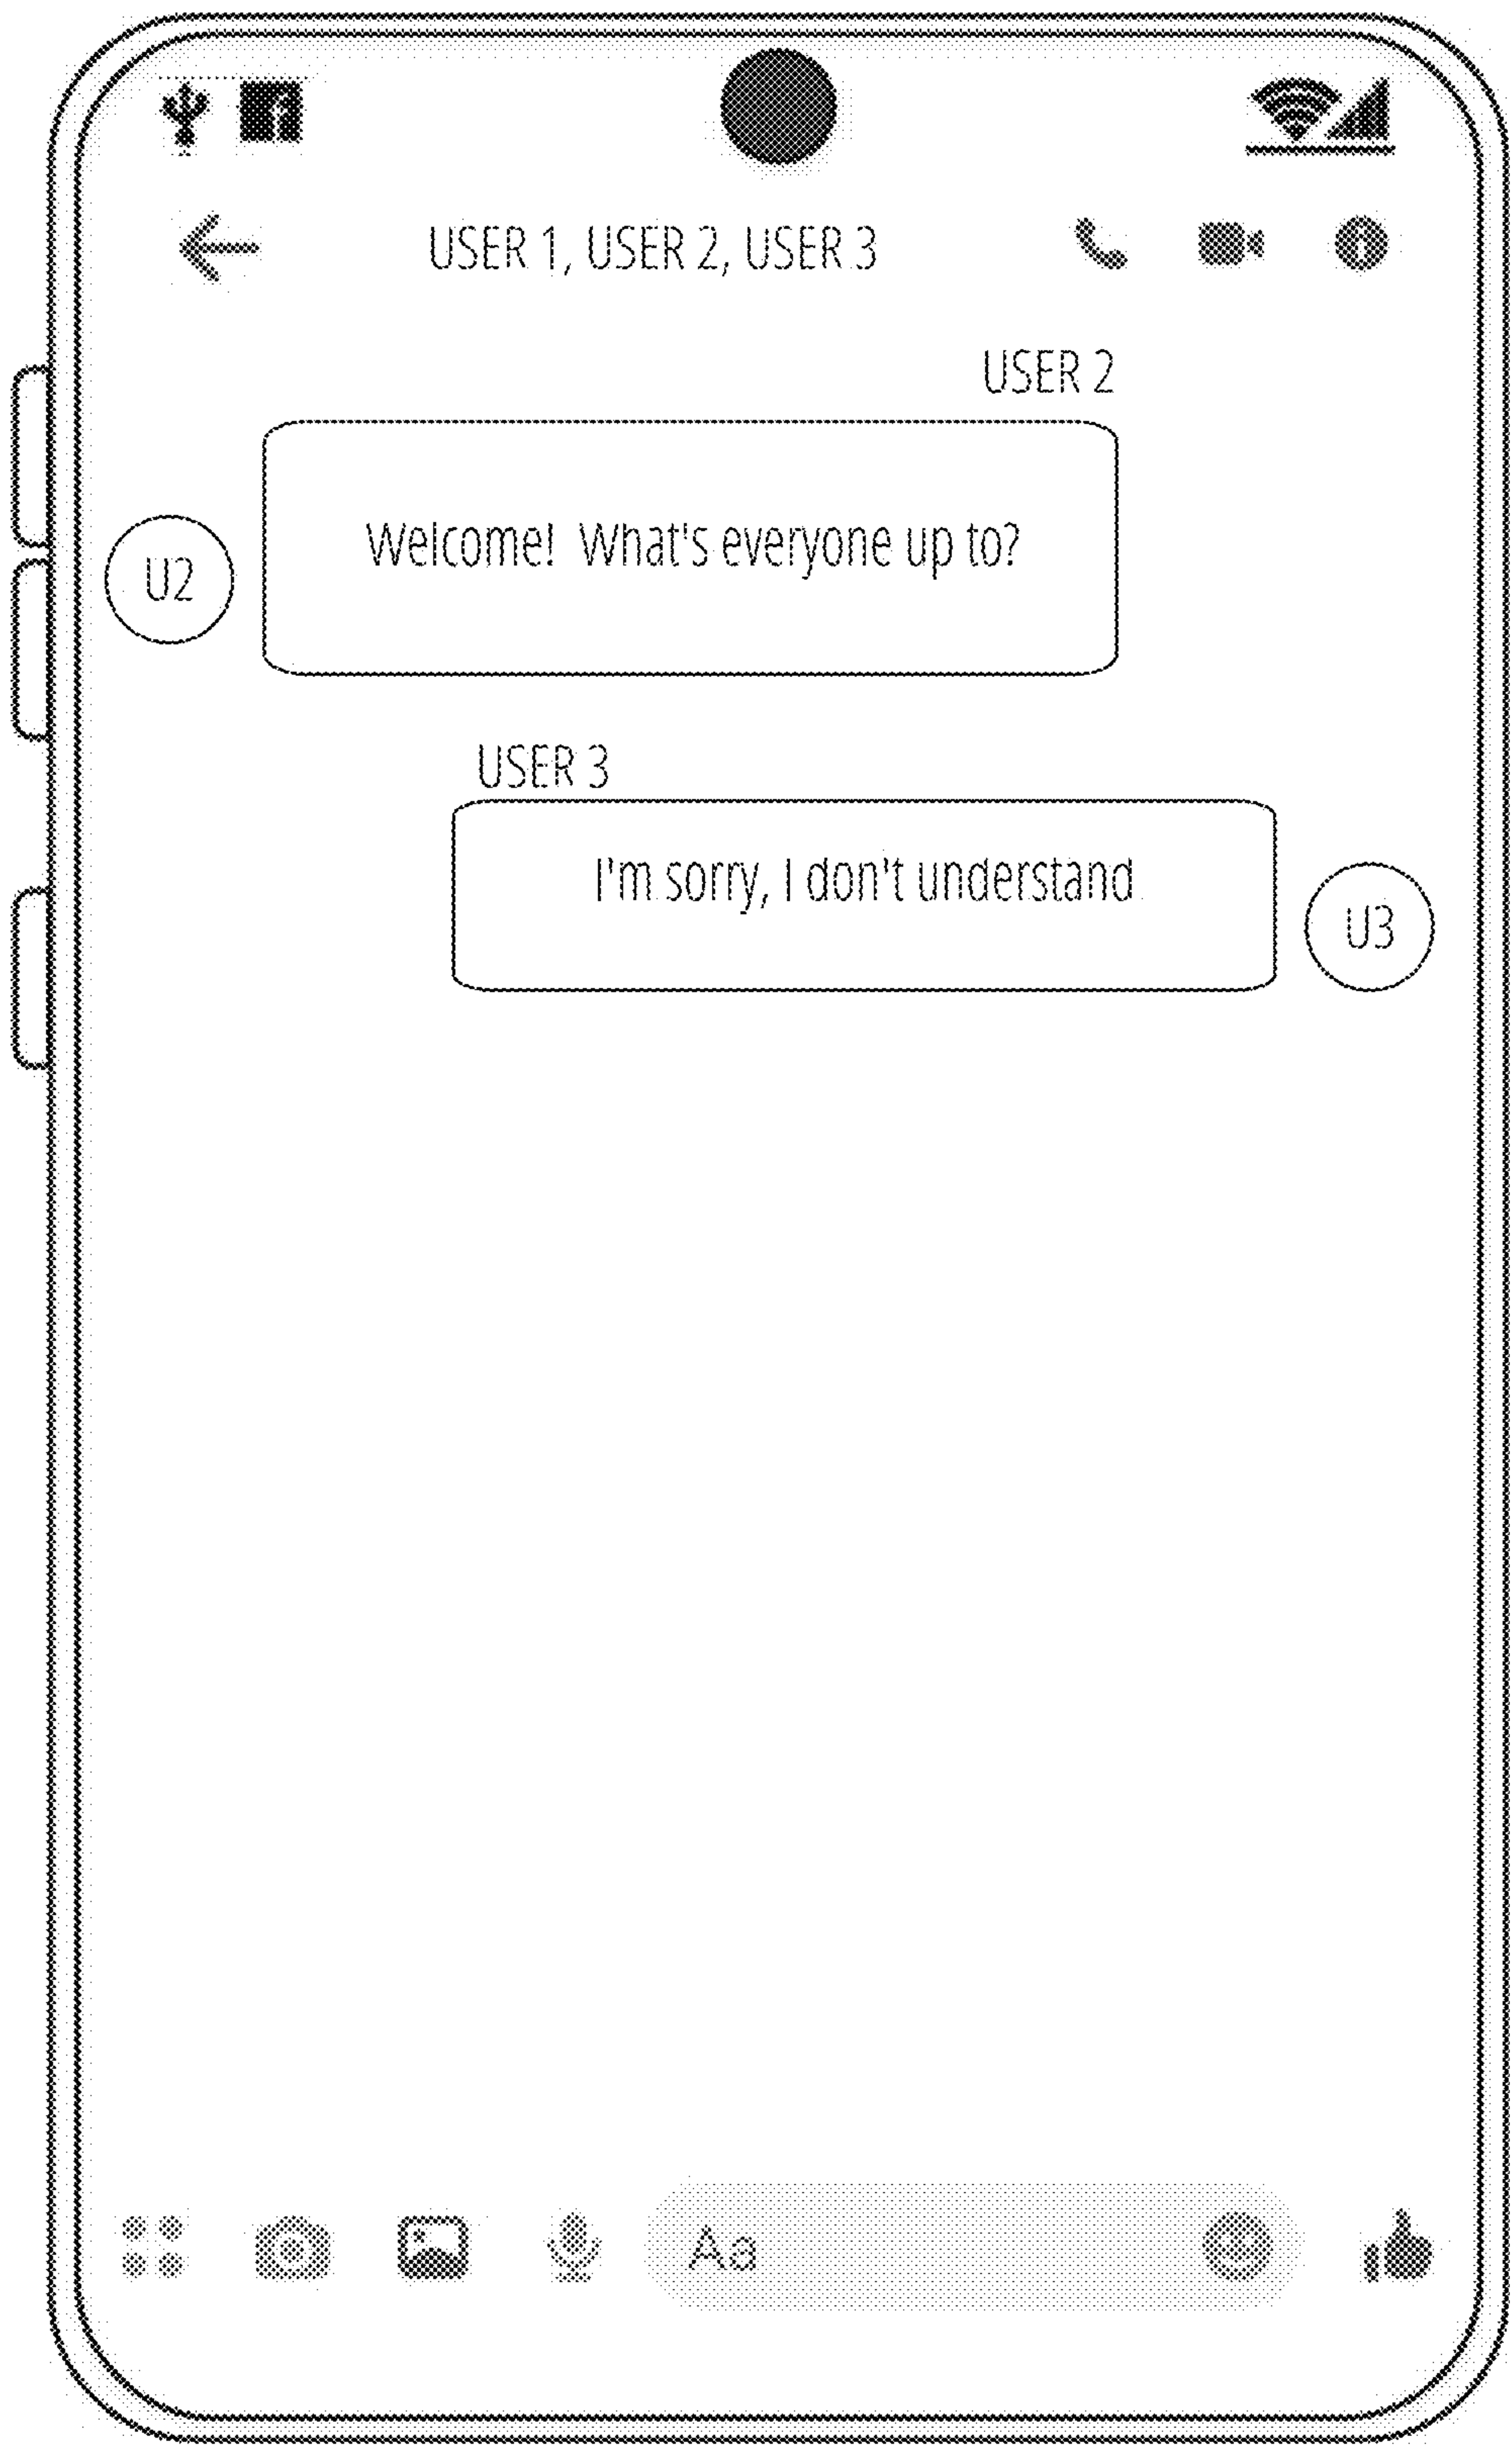 USER 1, USER 2, USER 3
USER 2
Welcome!  What's everyone up to?
U2
USER 3
I'm sorry, I don't understand
U3
Aa